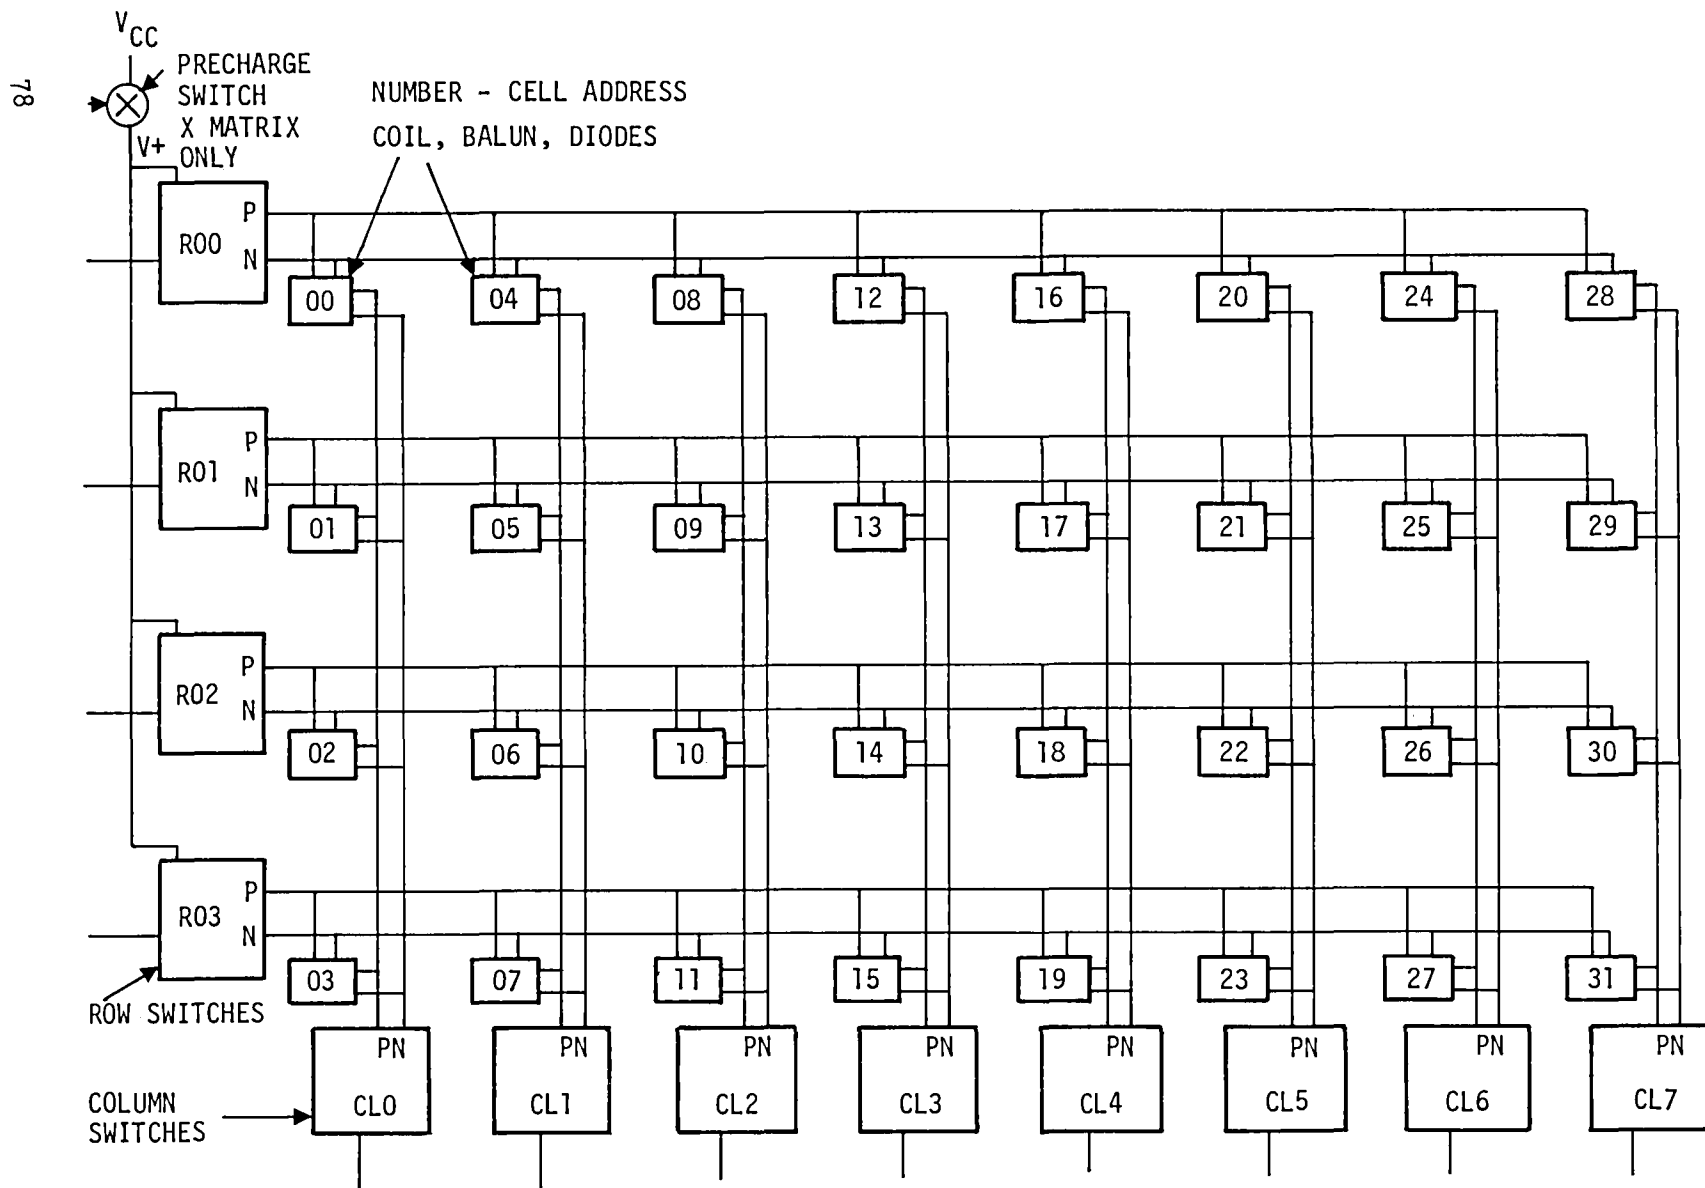 V CC
78
PRECHARGE
SWITCH
X MATRIX
ONLY
V+
NUMBER - CELL ADDRESS
COIL, BALUN, DIODES
P
R00
N
00 04 08 12 16 20 24 28
P
R01
N
01 05 09 13 17 21 25 29
P
R02
N
02 06 10 14 18 22 26 30
P
R03
N
03 07 11 15 19 23 27 31
ROW SWITCHES
PN PN PN PN PN PN PN PN
CL0 CL1 CL2 CL3 CL4 CL5 CL6 CL7
COLUMN
SWITCHES